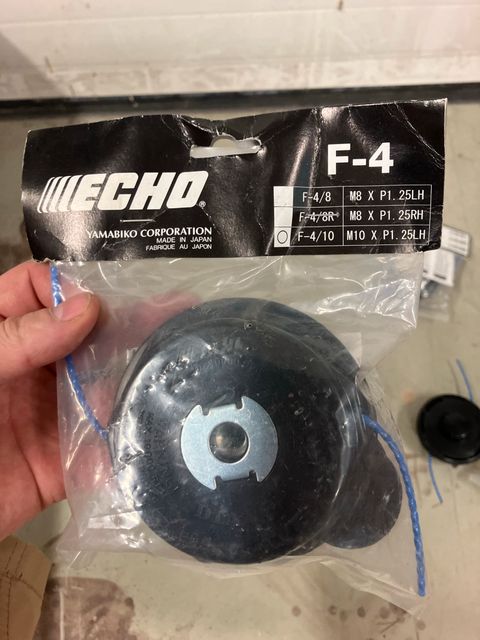 ECHO®
YAMABIKO CORPORATION
MADE IN JAPAN
FABRIQUE AU JAPON
F-4
F-4/8 M8 X P1.25LH
F-4/8R M8 X P1.25RH
F-4/10 M10 X P1.25LH